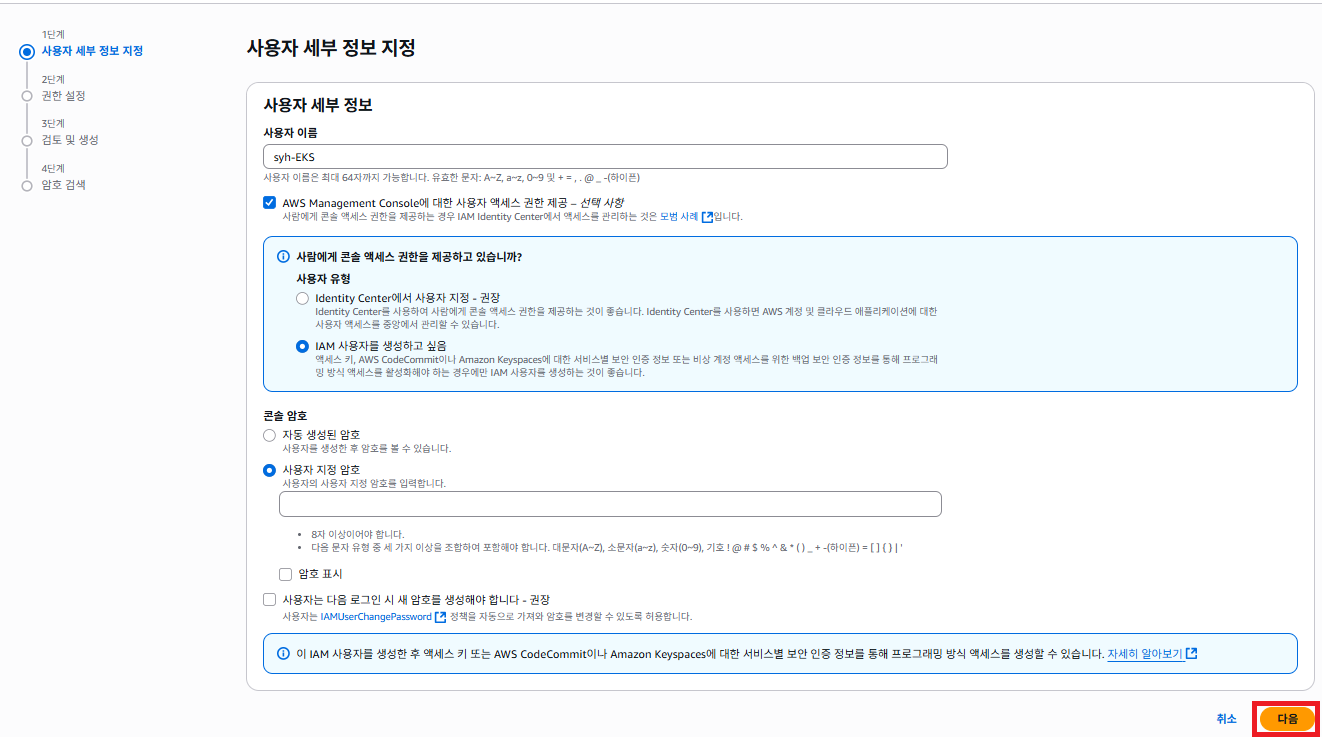 1단계
사용자 세부 정보 지정
2단계
권한 설정
3단계
검토 및 생성
4단계
암호 검색
사용자 세부 정보 지정
사용자 세부 정보
사용자 이름
syh-EKS
사용자 이름은 최대 64자까지 가능합니다. 유효한 문자: A~Z, a~z, 0~9 및 + = , . @ _ -(하이픈)
AWS Management Console에 대한 사용자 액세스 권한 제공 – 선택 사항
사람에게 콘솔 액세스 권한을 제공하는 경우 IAM Identity Center에서 액세스를 관리하는 것은 모범 사례 입니다.
사람에게 콘솔 액세스 권한을 제공하고 있습니까?
사용자 유형
Identity Center에서 사용자 지정 - 권장
Identity Center를 사용하여 사람에게 콘솔 액세스 권한을 제공하는 것이 좋습니다. Identity Center를 사용하면 AWS 계정 및 클라우드 애플리케이션에 대한
사용자 액세스를 중앙에서 관리할 수 있습니다.
IAM 사용자를 생성하고 싶음
액세스 키, AWS CodeCommit이나 Amazon Keyspaces에 대한 서비스별 보안 인증 정보 또는 비상 계정 액세스를 위한 백업 보안 인증 정보를 통해 프로그래
밍 방식 액세스를 활성화해야 하는 경우에만 IAM 사용자를 생성하는 것이 좋습니다.
콘솔 암호
자동 생성된 암호
사용자를 생성한 후 암호를 볼 수 있습니다.
사용자 지정 암호
사용자의 사용자 지정 암호를 입력합니다.
• 8자 이상이어야 합니다.
• 다음 문자 유형 중 세 가지 이상을 조합하여 포함해야 합니다. 대문자(A~Z), 소문자(a~z), 숫자(0~9), 기호 ! @ # $ % ^ & * ( ) _ + -(하이픈) = [ ] { } | '
암호 표시
사용자는 다음 로그인 시 새 암호를 생성해야 합니다 - 권장
사용자는 IAMUserChangePassword 정책을 자동으로 가져와 암호를 변경할 수 있도록 허용합니다.
이 IAM 사용자를 생성한 후 액세스 키 또는 AWS CodeCommit이나 Amazon Keyspaces에 대한 서비스별 보안 인증 정보를 통해 프로그래밍 방식 액세스를 생성할 수 있습니다. 자세히 알아보기
취소
다음